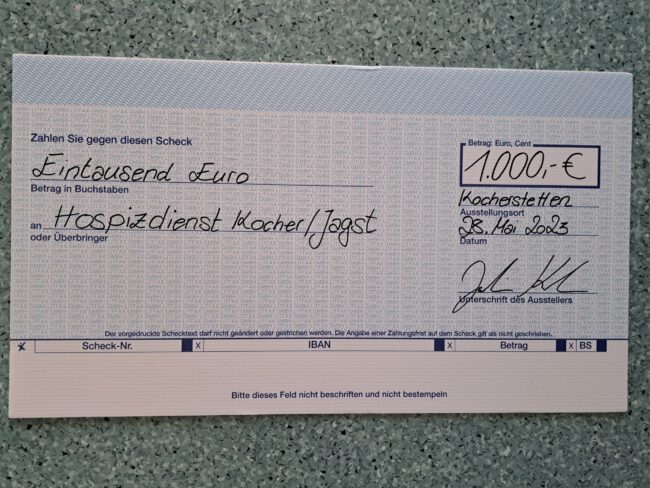 Zahlen Sie gegen diesen Scheck
Eintausend Euro
Betrag in Buchstaben
an Hospizdienst Kocher/Jagst
oder Überbringer
Betrag: Euro, Cent
1.000,-€
Kocherstetten
Ausstellungsort
28. Mai 2023
Datum
Unterschrift des Ausstellers
Der vorgedruckte Schecktext darf nicht geändert oder gestrichen werden. Die Angabe einer Zahlungsfrist auf dem Scheck gilt als nicht geschrieben.
x Scheck-Nr. X IBAN X Betrag X BS
Bitte dieses Feld nicht beschriften und nicht bestempeln